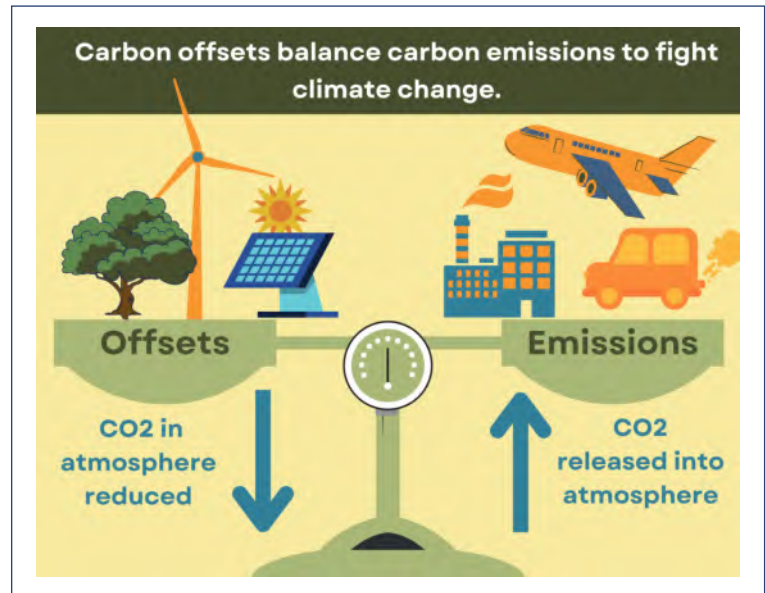 Carbon offsets balance carbon emissions to fight
climate change.
Offsets
Emissions
CO2 in
atmosphere
reduced
CO2
released into
atmosphere